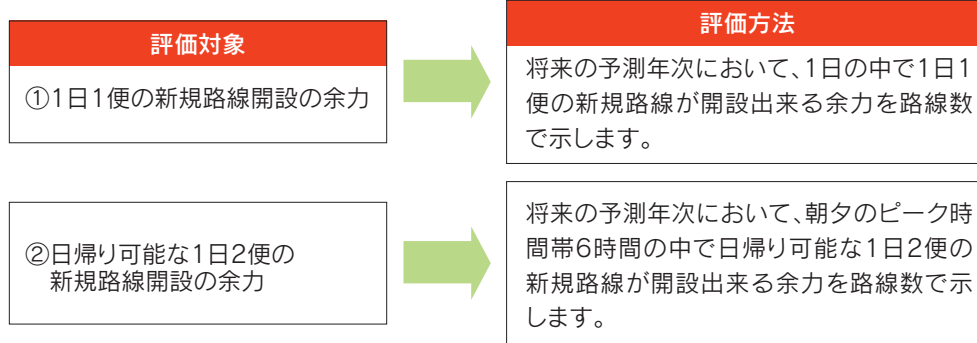 評価対象
①1日1便の新規路線開設の余力
評価方法
将来の予測年次において、1日の中で1日1
便の新規路線が開設出来る余力を路線数
で示します。
②日帰り可能な1日2便の
新規路線開設の余力
将来の予測年次において、朝夕のピーク時
間帯6時間の中で日帰り可能な1日2便の
新規路線が開設出来る余力を路線数で示
します。